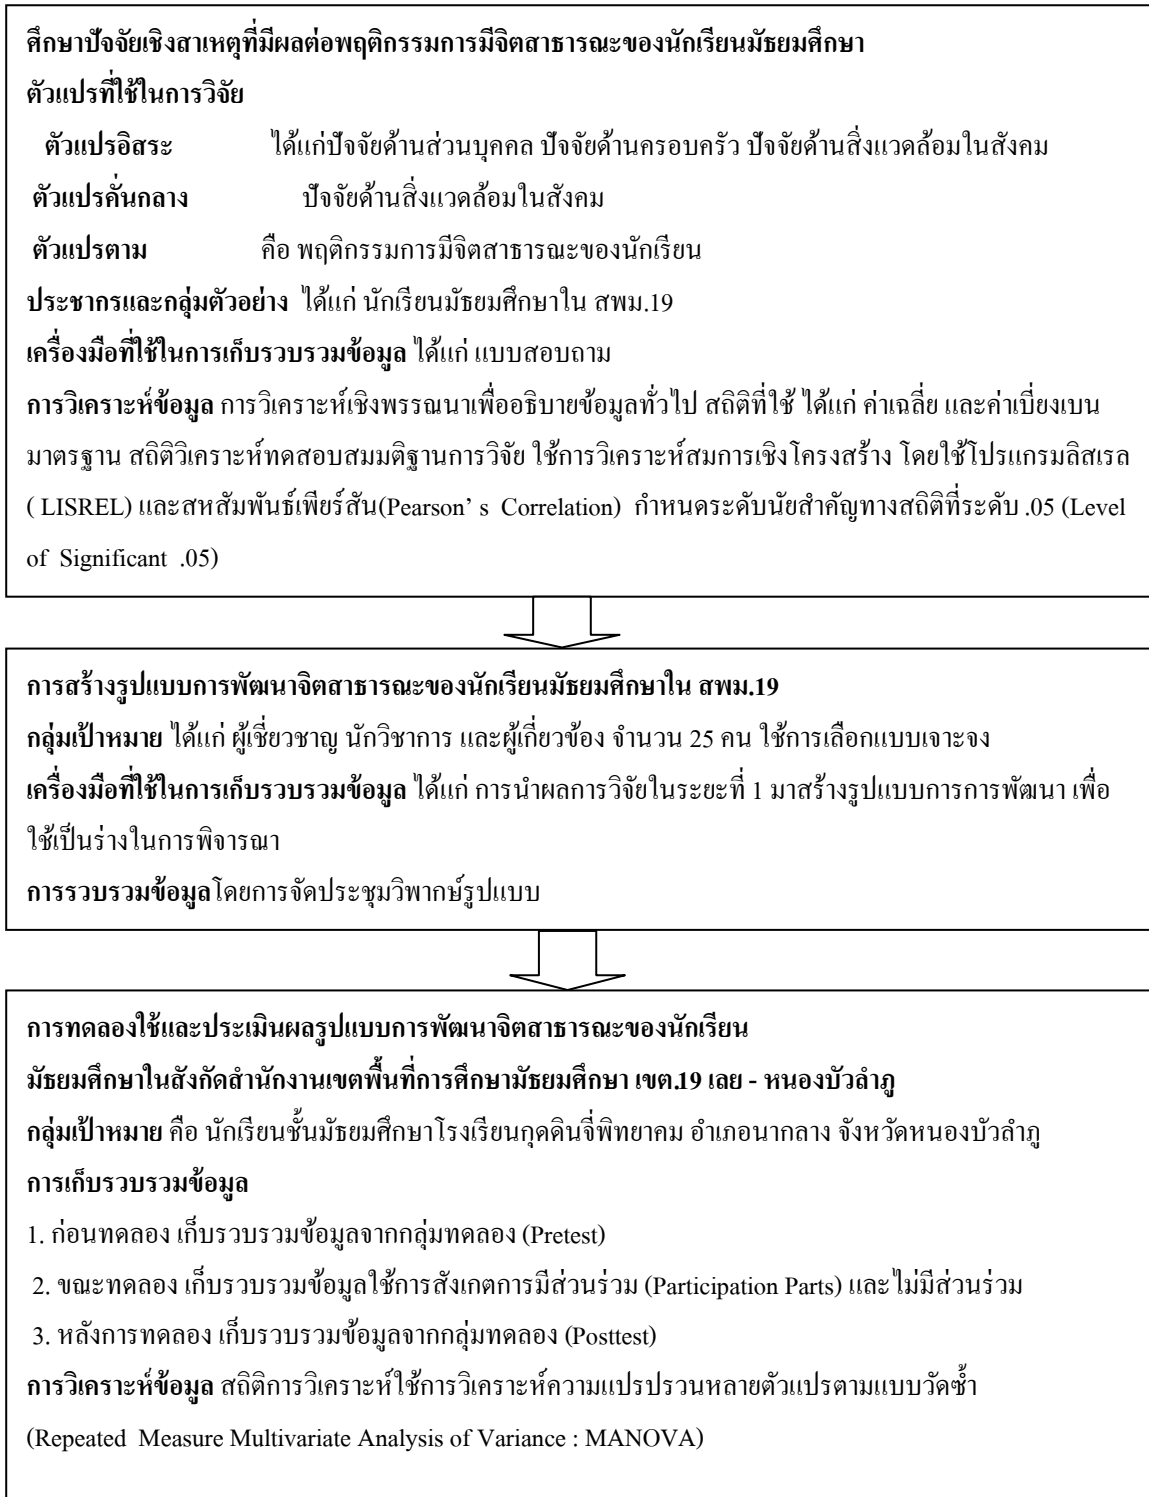 ศึกษาปัจจัยเชิงสาเหตุที่มีผลต่อพฤติกรรมการมีจิตสาธารณะของนักเรียนมัธยมศึกษา
ตัวแปรที่ใช้ในการวิจัย
ตัวแปรอิสระ ได้แก่ปัจจัยด้านส่วนบุคคล ปัจจัยด้านครอบครัว ปัจจัยด้านสิ่งแวดล้อมในสังคม
ตัวแปรคั่นกลาง ปัจจัยด้านสิ่งแวดล้อมในสังคม
ตัวแปรตาม คือ พฤติกรรมการมีจิตสาธารณะของนักเรียน
ประชากรและกลุ่มตัวอย่าง ได้แก่ นักเรียนมัธยมศึกษาใน สพม.19
เครื่องมือที่ใช้ในการเก็บรวบรวมข้อมูล ได้แก่ แบบสอบถาม
การวิเคราะห์ข้อมูล การวิเคราะห์เชิงพรรณนาเพื่ออธิบายข้อมูลทั่วไป สถิติที่ใช้ ได้แก่ ค่าเฉลี่ย และค่าเบี่ยงเบน
มาตรฐาน สถิติวิเคราะห์ทดสอบสมมติฐานการวิจัย ใช้การวิเคราะห์สมการเชิงโครงสร้าง โดยใช้โปรแกรมลิสเรล
( LISREL) และสหสัมพันธ์เพียร์สัน(Pearson’ s Correlation) กำหนดระดับนัยสำคัญทางสถิติที่ระดับ .05 (Level
of Significant .05)
การสร้างรูปแบบการพัฒนาจิตสาธารณะของนักเรียนมัธยมศึกษาใน สพม.19
กลุ่มเป้าหมาย ได้แก่ ผู้เชี่ยวชาญ นักวิชาการ และผู้เกี่ยวข้อง จำนวน 25 คน ใช้การเลือกแบบเจาะจง
เครื่องมือที่ใช้ในการเก็บรวบรวมข้อมูล ได้แก่ การนำผลการวิจัยในระยะที่ 1 มาสร้างรูปแบบการการพัฒนา เพื่อ
ใช้เป็นร่างในการพิจารณา
การรวบรวมข้อมูลโดยการจัดประชุมวิพากษ์รูปแบบ
การทดลองใช้และประเมินผลรูปแบบการพัฒนาจิตสาธารณะของนักเรียน
มัธยมศึกษาในสังกัดสำนักงานเขตพื้นที่การศึกษามัธยมศึกษา เขต.19 เลย - หนองบัวลำภู
กลุ่มเป้าหมาย คือ นักเรียนชั้นมัธยมศึกษาโรงเรียนกุดดินจี่พิทยาคม อำเภอนากลาง จังหวัดหนองบัวลำภู
การเก็บรวบรวมข้อมูล
1. ก่อนทดลอง เก็บรวบรวมข้อมูลจากกลุ่มทดลอง (Pretest)
2. ขณะทดลอง เก็บรวบรวมข้อมูลใช้การสังเกตการมีส่วนร่วม (Participation Parts) และไม่มีส่วนร่วม
3. หลังการทดลอง เก็บรวบรวมข้อมูลจากกลุ่มทดลอง (Posttest)
การวิเคราะห์ข้อมูล สถิติการวิเคราะห์ใช้การวิเคราะห์ความแปรปรวนหลายตัวแปรตามแบบวัดซ้ำ
(Repeated Measure Multivariate Analysis of Variance : MANOVA)